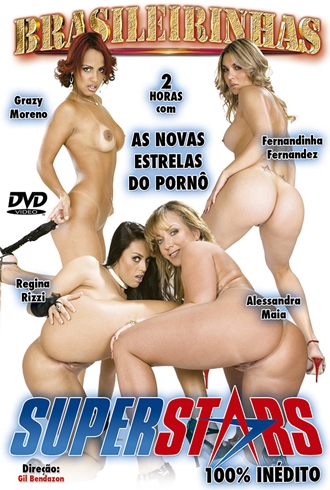 BRASILEIRINHAS
Grazy
Moreno
2
HORAS com
AS NOVAS
ESTRELAS
DO PORNÔ
Fernandinha
Fernandez
DVD
VIDEO
Regina
Rizzi
Alessandra
Maia
SUPERSTARS
Direção:
Gil Bendazon
100% INÉDITO